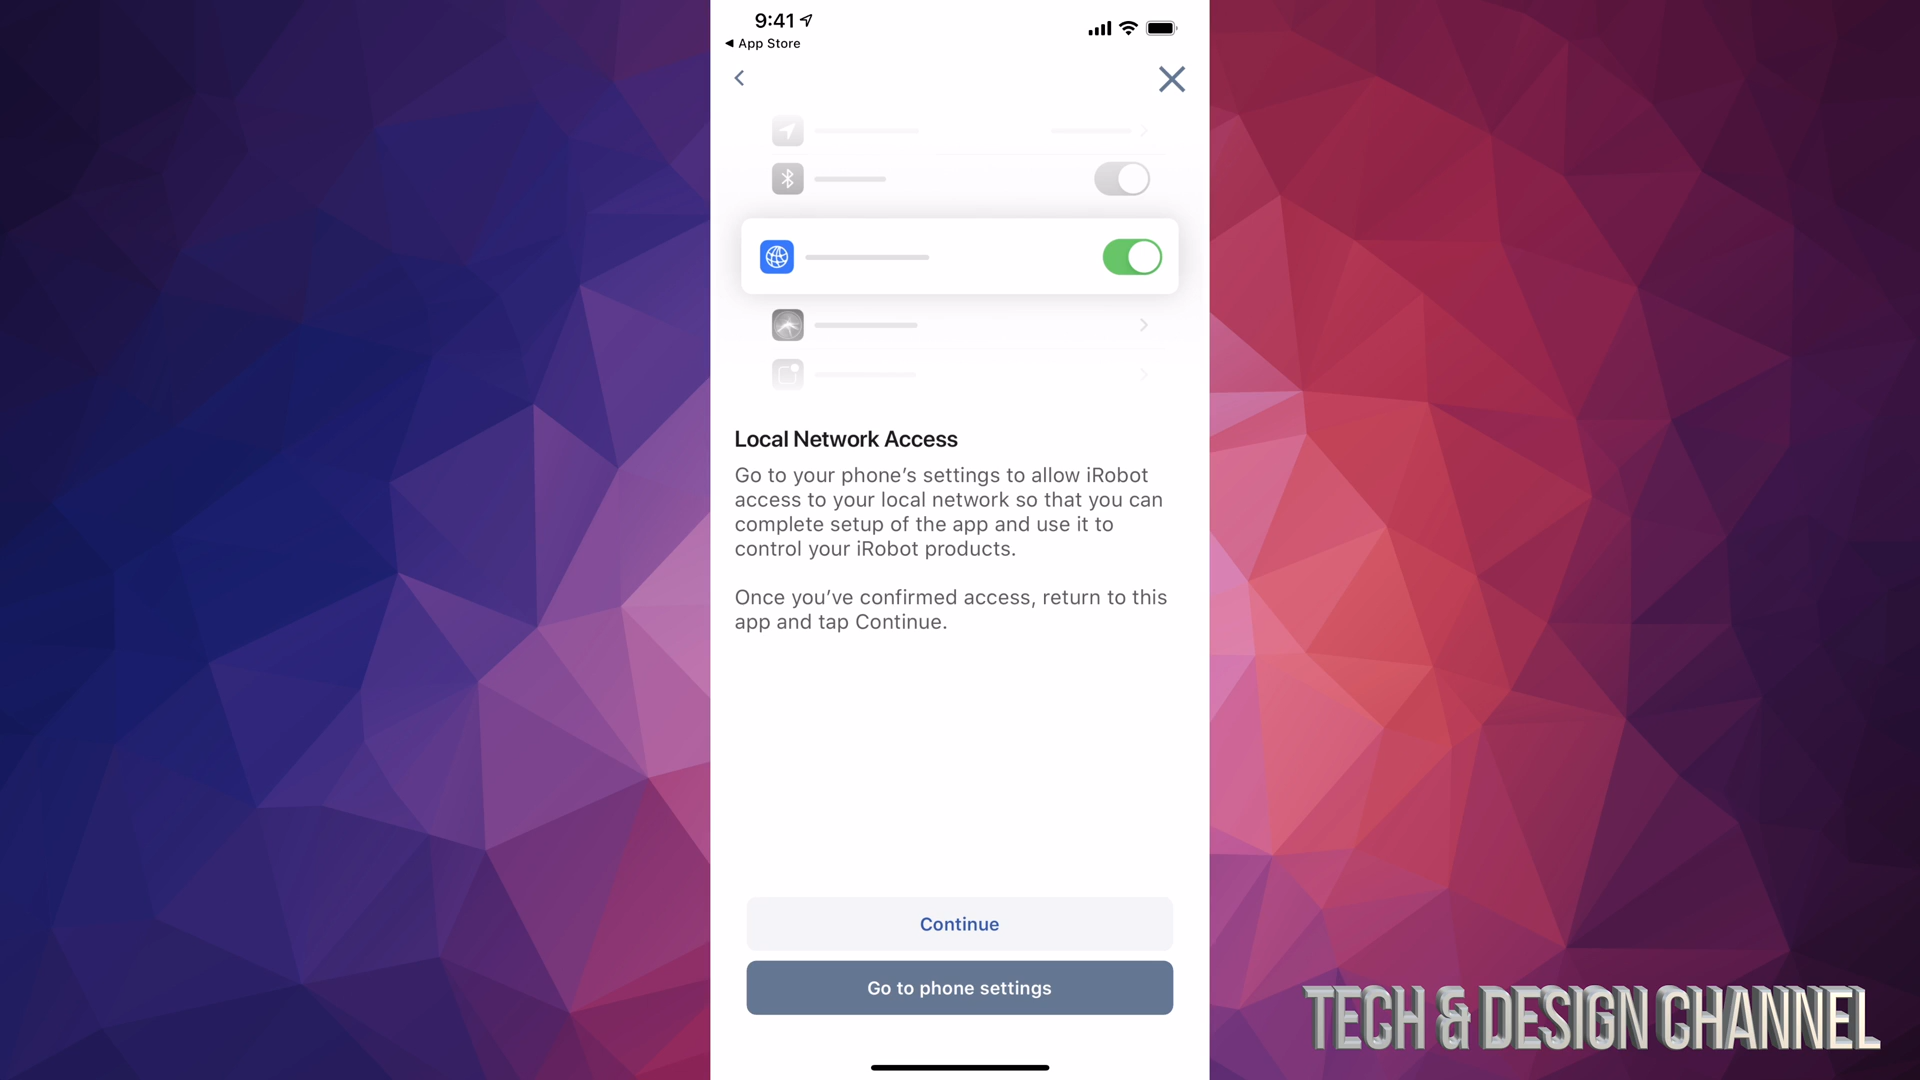 9:41
App Store
Local Network Access
Go to your phone’s settings to allow iRobot
access to your local network so that you can
complete setup of the app and use it to
control your iRobot products.
Once you’ve confirmed access, return to this
app and tap Continue.
Continue
Go to phone settings
TECH & DESIGN CHANNEL